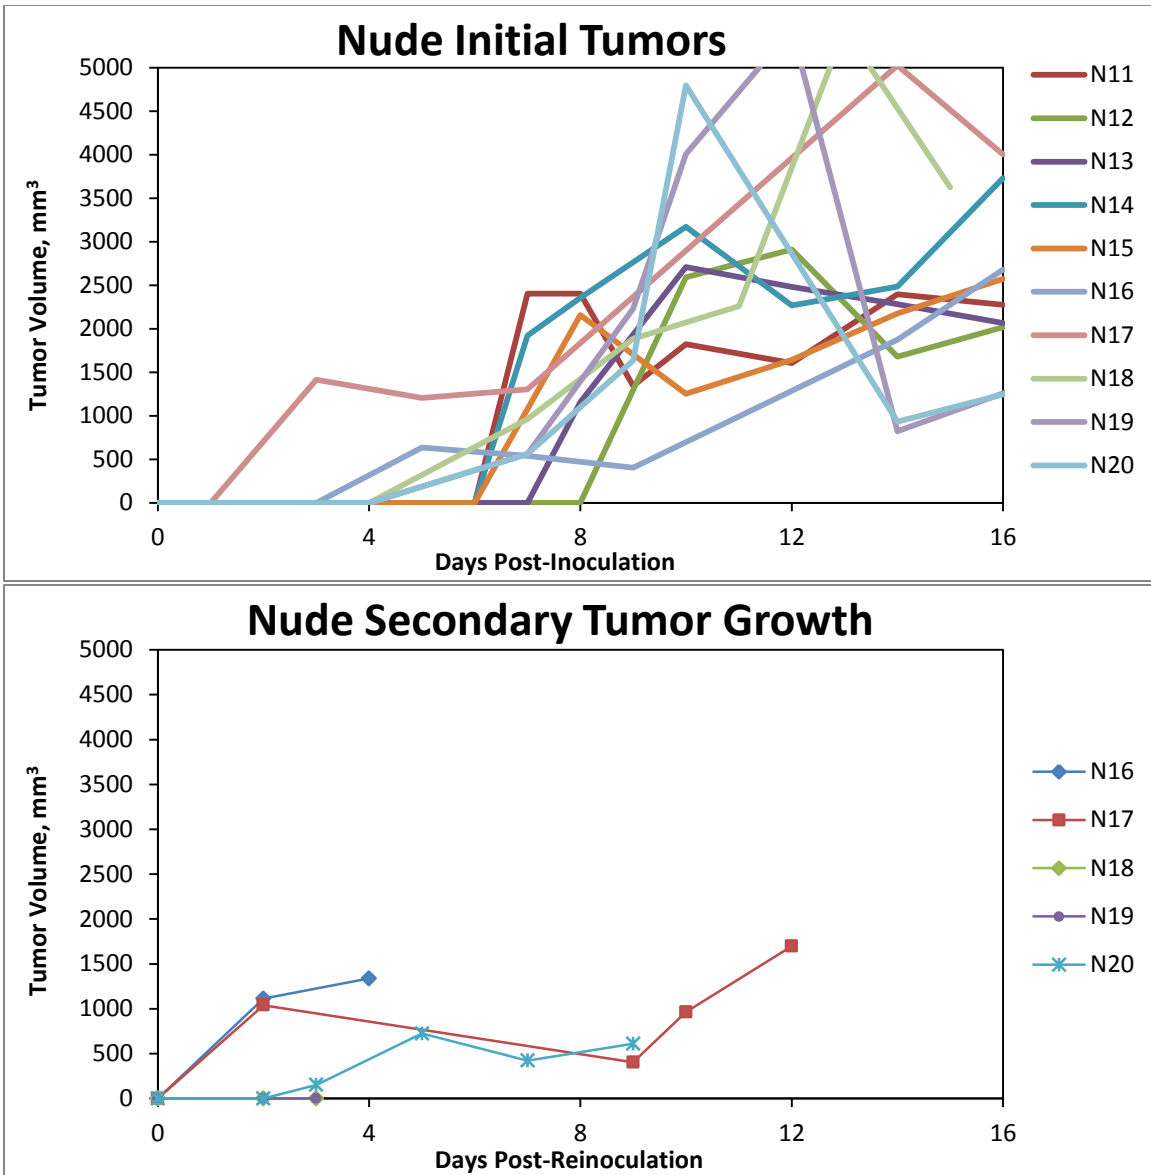 Nude Initial Tumors
5000
4500
4000
3500
3000
2500
2000
1500
1000
500
0
Tumor Volume, mm³
0 4 8 12 16
Days Post-Inoculation
N11
N12
N13
N14
N15
N16
N17
N18
N19
N20
Nude Secondary Tumor Growth
5000
4500
4000
3500
3000
2500
2000
1500
1000
500
0
Tumor Volume, mm³
0 4 8 12 16
Days Post-Reinoculation
N16
N17
N18
N19
N20